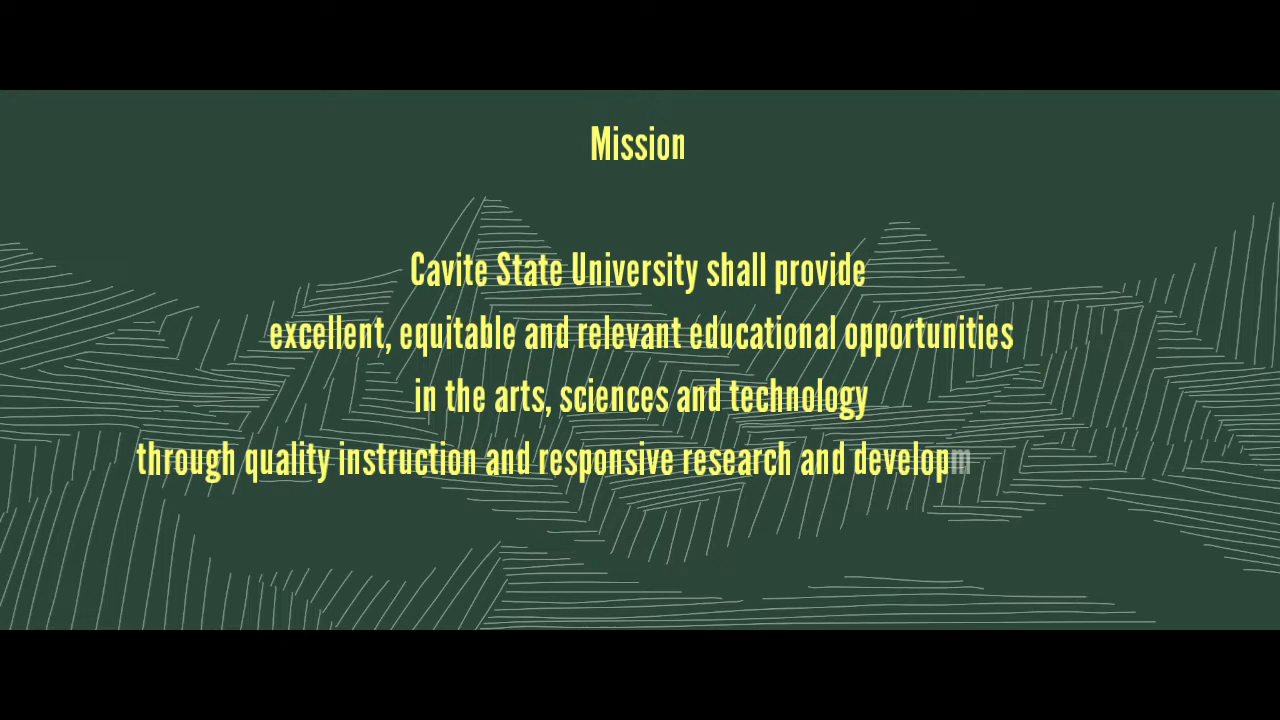 Mission
Cavite State University shall provide
excellent, equitable and relevant educational opportunities
in the arts, sciences and technology
through quality instruction and responsive research and developm